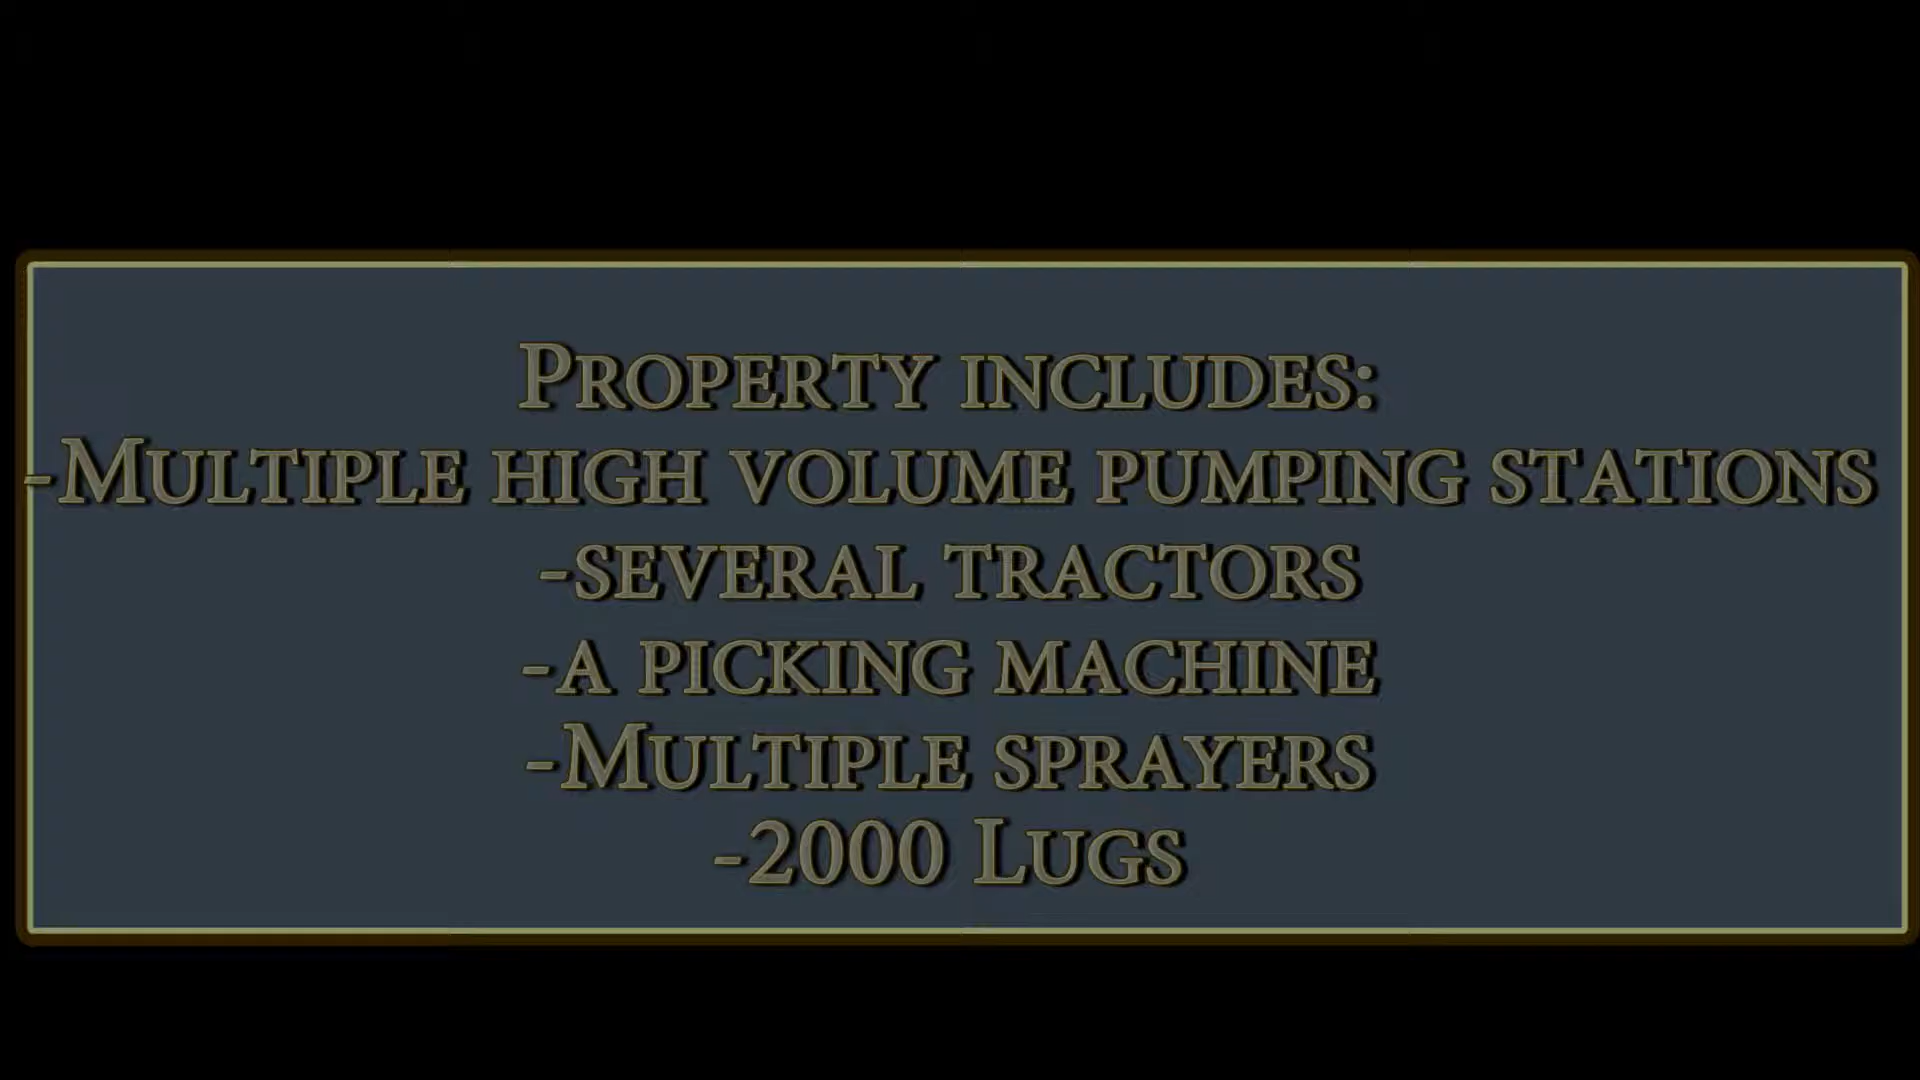 Property includes:
-Multiple high volume pumping stations
-several tractors
-a picking machine
-Multiple sprayers
-2000 Lugs